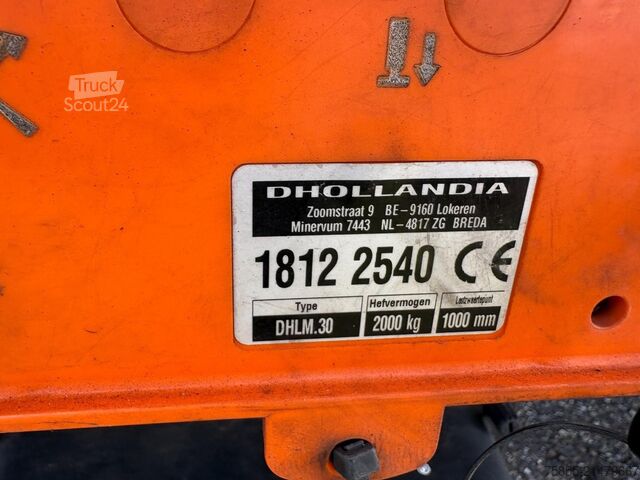 Truck
Scout24
DHOLLANDIA
Zoomstraat 9 BE-9160 Lokeren
Minervum 7443 NL-4817 ZG BREDA
1812 2540 CE
Type Hefvermogen Lastzwaertepunt
DHLM.30 2000 kg 1000 mm